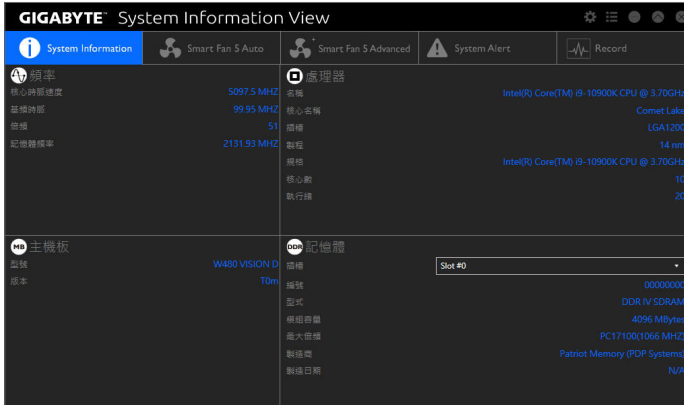 GIGABYTE™ System Information View
System Information
Smart Fan 5 Auto
Smart Fan 5 Advanced
System Alert
Record
頻率
核心時脈速度 5097.5 MHZ
基頻時脈 99.95 MHZ
倍頻 51
記憶體頻率 2131.93 MHZ
處理器
名稱 Intel(R) Core(TM) i9-10900K CPU @ 3.70GHz
核心名稱 Comet Lake
插槽 LGA1200
製程 14 nm
規格 Intel(R) Core(TM) i9-10900K CPU @ 3.70GHz
核心數 10
執行緒 20
MB 主機板
型號 W480 VISION D
版本 T0m
DDR 記憶體
插槽 Slot #0
編號 00000000
型式 DDR IV SDRAM
模組容量 4096 MBytes
最大倍頻 PC17100(1066 MHZ)
製造商 Patriot Memory (PDP Systems)
製造日期 N/A